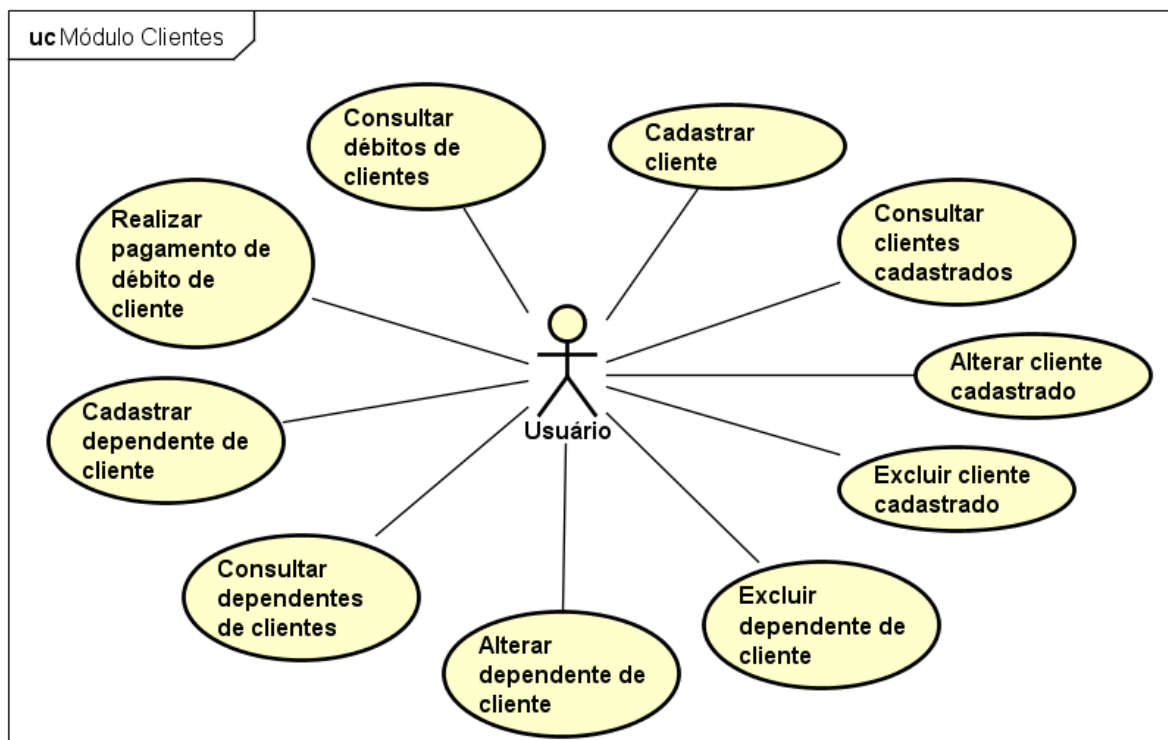 uc Módulo Clientes
Consultar
débitos de
clientes
Cadastrar
cliente
Realizar
pagamento de
débito de
cliente
Consultar
clientes
cadastrados
Alterar cliente
cadastrado
Usuário
Cadastrar
dependente de
cliente
Excluir cliente
cadastrado
Consultar
dependentes
de clientes
Excluir
dependente de
cliente
Alterar
dependente de
cliente